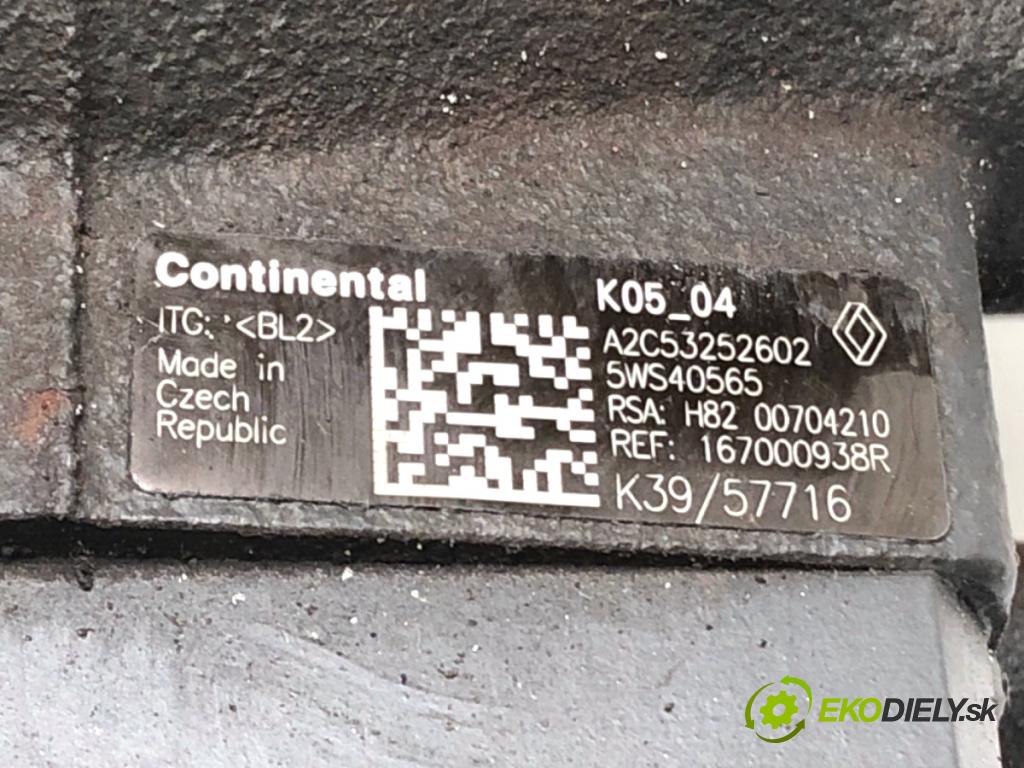 Continental
ITG: <BL2>
Made in
Czech
Republic
K05_04
A2C53252602
5WS40565
RSA: H82 00704210
REF: 167000938R
K39/57716
EKODIELY.sk